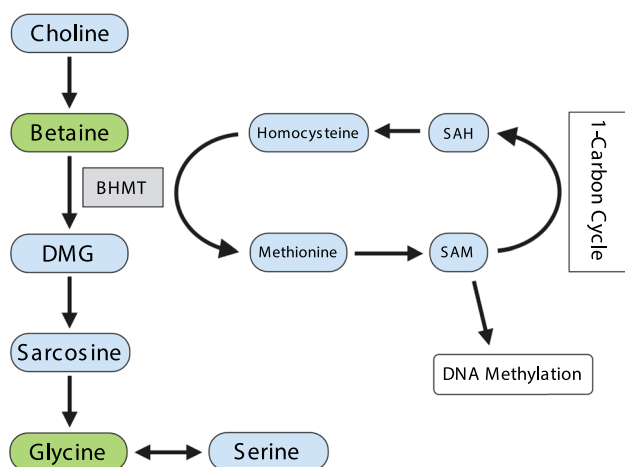 Choline
Betaine
BHMT
DMG
Sarcosine
Glycine
Serine
Homocysteine
SAH
Methionine
SAM
DNA Methylation
1-Carbon Cycle